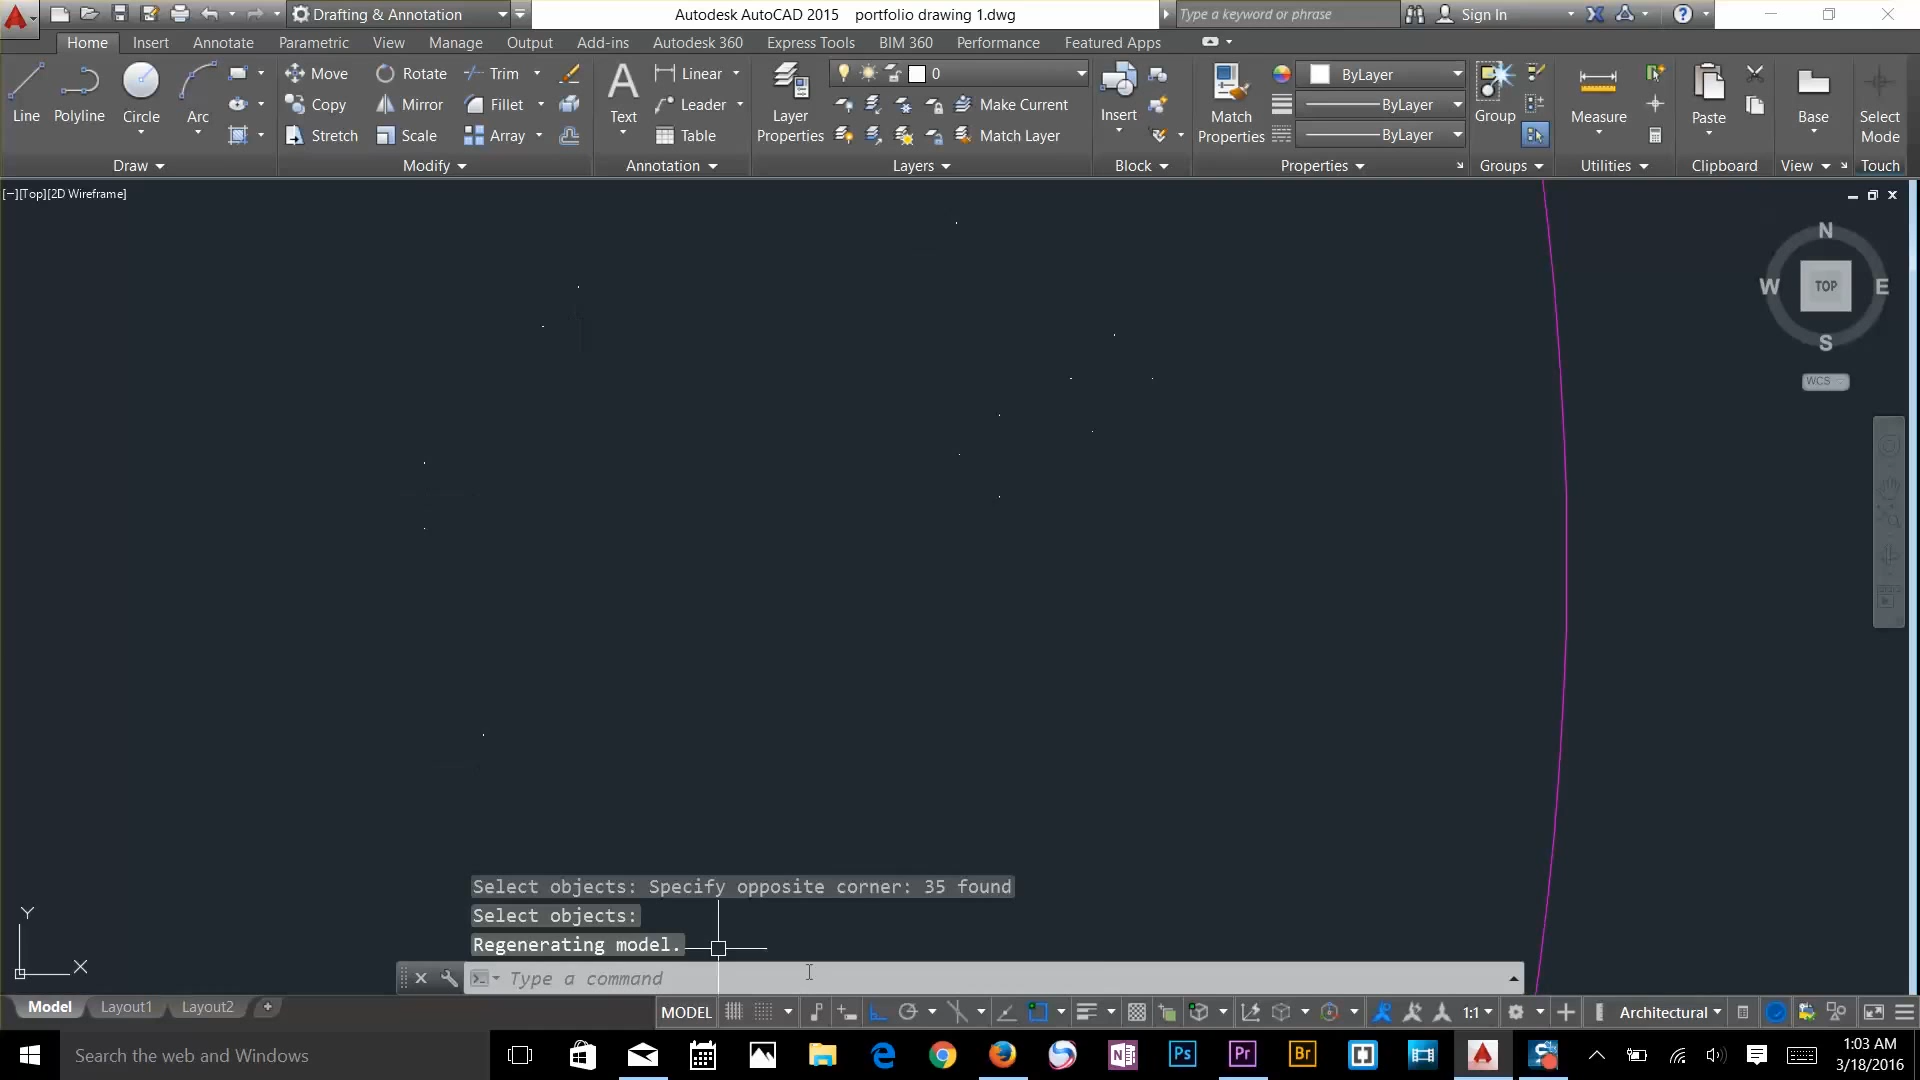 Drafting & Annotation
Autodesk AutoCAD 2015 portfolio drawing 1.dwg
Type a keyword or phrase
Sign In
Home Insert Annotate Parametric View Manage Output Add-ins Autodesk 360 Express Tools BIM 360 Performance Featured Apps
Move Rotate Trim Linear 0 ByLayer
Copy Mirror Fillet Leader Make Current ByLayer
Line Polyline Circle Arc Text Layer Insert Match Group Measure Paste Base Select
Stretch Scale Array Table Properties Match Layer Properties ByLayer Mode
Draw Modify Annotation Layers Block Properties Groups Utilities Clipboard View Touch
[−][Top][2D Wireframe]
N
W TOP E
S
WCS
Select objects: Specify opposite corner: 35 found
Select objects:
Regenerating model.
Y
X
Type a command
Model Layout1 Layout2
MODEL 1:1 Architectural
Search the web and Windows
Ps Pr Br
N
1:03 AM
3/18/2016